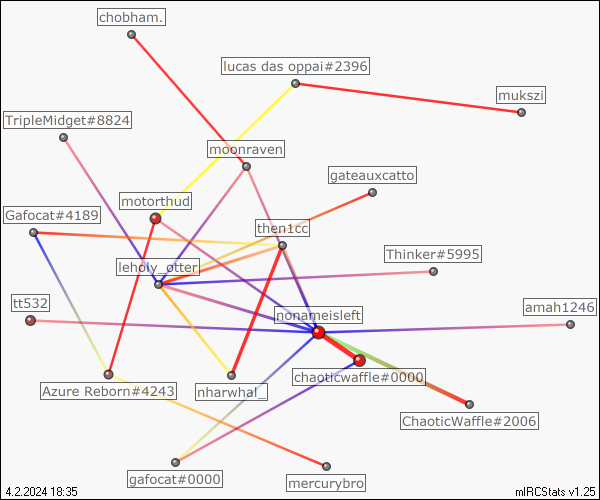 chobham.
lucas das oppai#2396
mukszi
TripleMidget#8824
moonraven
gateauxcatto
motorthud
Gafocat#4189
then1cc
Thinker#5995
leholy_otter
tt532
nonameisleft
amah1246
chaoticwaffle#0000
Azure Reborn#4243
nharwhal_
ChaoticWaffle#2006
gafocat#0000
mercurybro
4.2.2024 18:35
mIRCStats v1.25